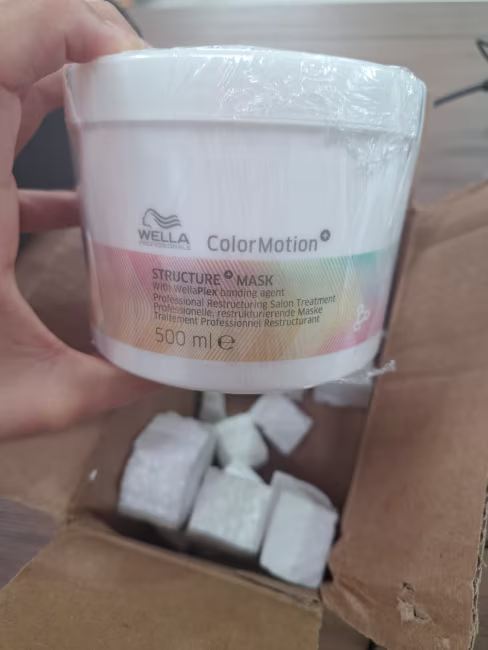 WELLA
PROFESSIONALS
ColorMotion+
STRUCTURE+ MASK
with WellaPlex bonding agent
Professional Restructuring Salon Treatment
Professionelle, restrukturierende Maske
Traitement Professionnel Restructurant
500 ml ℮